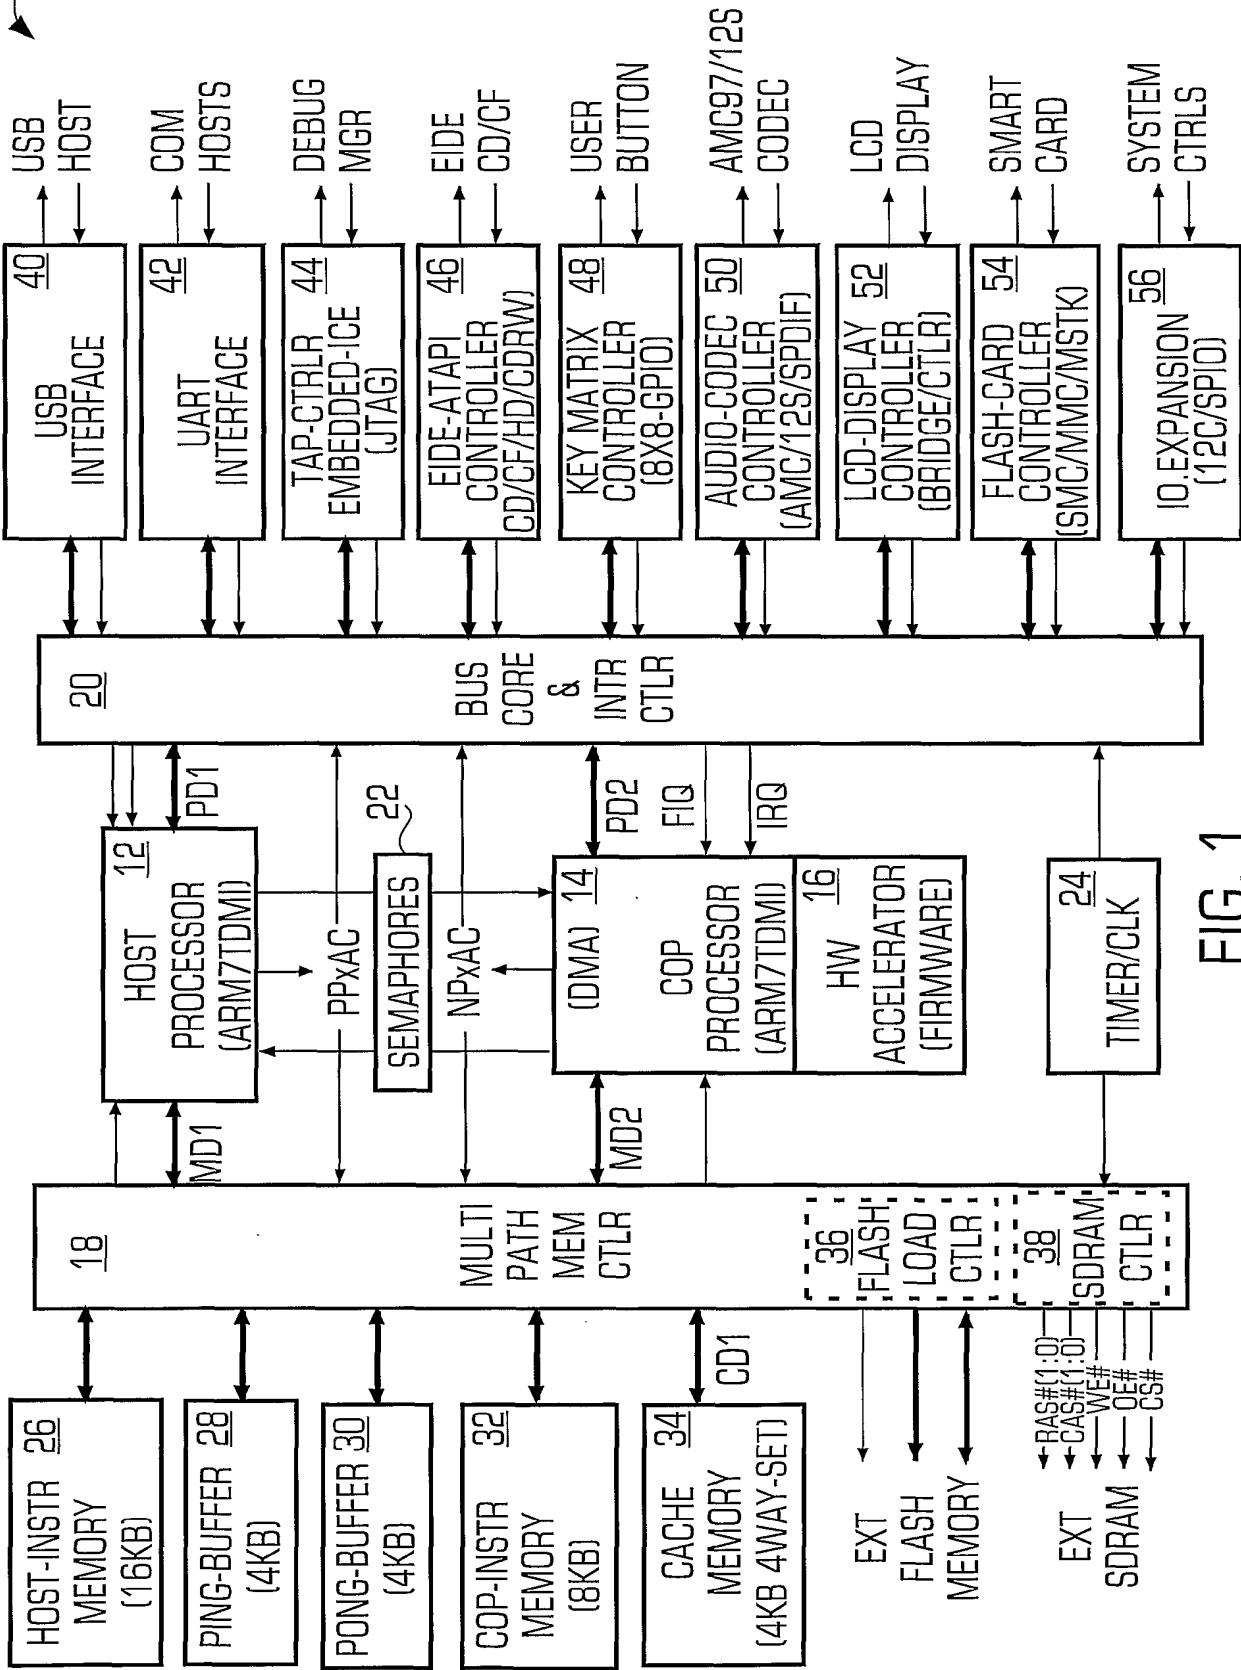 HOST-INSTR 26
MEMORY
(16KB)
PING-BUFFER 28
(4KB)
PONG-BUFFER 30
(4KB)
COP-INSTR 32
MEMORY
(8KB)
CACHE 34
MEMORY
(4KB 4WAY-SET)
CD1
EXT
FLASH
MEMORY
EXT
SDRAM
RAS#(1:0)
CAS#(1:0)
WE#
OE#
CS#
18
MULTI
PATH
MEM
CTLR
36
FLASH
LOAD
CTLR
38
SDRAM
CTLR
MD1
MD2
HOST 12
PROCESSOR
(ARM7TDMI)
PPxAC
SEMAPHORES
22
NPxAC
(DMA) 14
COP
PROCESSOR
(ARM7TDMI)
HW 16
ACCELERATOR
(FIRMWARE)
TIMER/CLK 24
PD1
PD2
FIQ
IRQ
20
BUS
CORE
&
INTR
CTLR
USB 40
INTERFACE
USB
HOST
UART 42
INTERFACE
COM
HOSTS
TAP-CTRLR 44
EMBEDDED-ICE
(JTAG)
DEBUG
MGR
EIDE-ATAPI 46
CONTROLLER
CD/CF/HD/CDRW)
EIDE
CD/CF
KEY MATRIX 48
CONTROLLER
(8X8-GPIO)
USER
BUTTON
AUDIO-CODEC 50
CONTROLLER
(AMC/12S/SPDIF)
AMC97/12S
CODEC
LCD-DISPLAY 52
CONTROLLER
(BRIDGE/CTLR)
LCD
DISPLAY
FLASH-CARD 54
CONTROLLER
(SMC/MMC/MSTK)
SMART
CARD
IO.EXPANSION 56
(12C/SPIO)
SYSTEM
CTRLS
FIG. 1